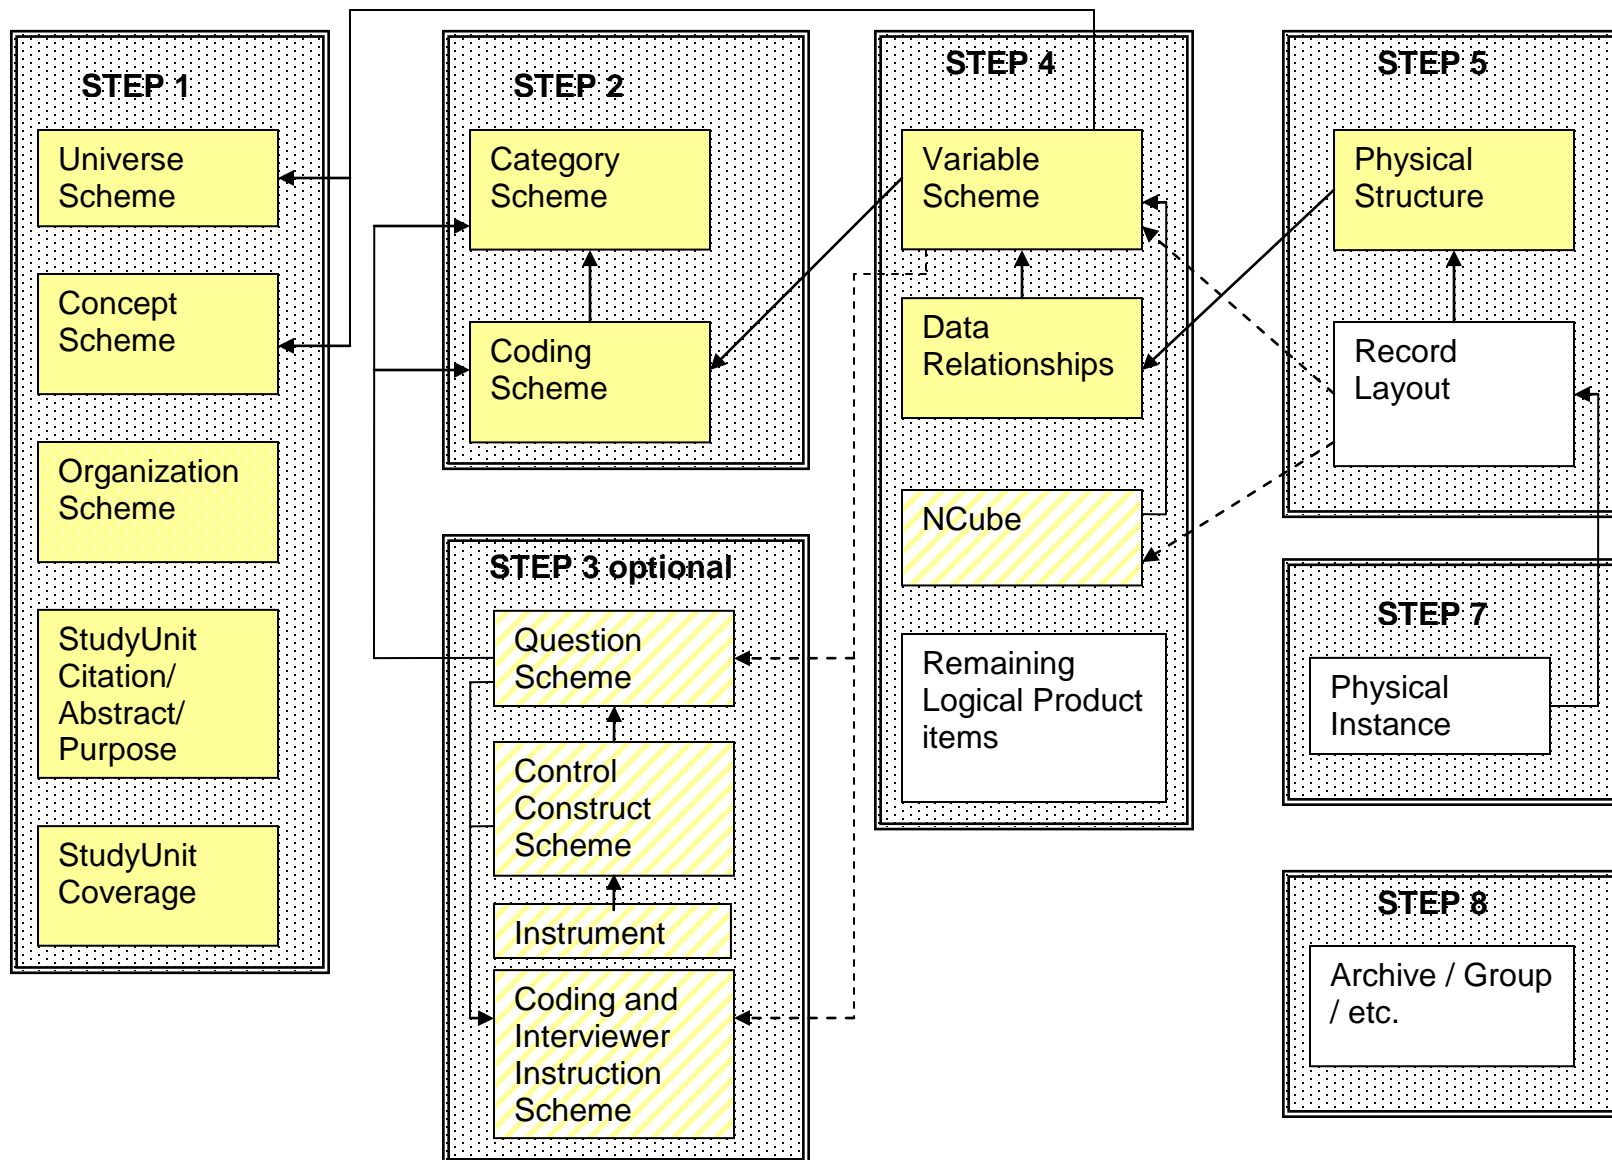 STEP 1
Universe
Scheme
Concept
Scheme
Organization
Scheme
StudyUnit
Citation/
Abstract/
Purpose
StudyUnit
Coverage
STEP 2
Category
Scheme
Coding
Scheme
STEP 3 optional
Question
Scheme
Control
Construct
Scheme
Instrument
Coding and
Interviewer
Instruction
Scheme
STEP 4
Variable
Scheme
Data
Relationships
NCube
Remaining
Logical Product
items
STEP 5
Physical
Structure
Record
Layout
STEP 7
Physical
Instance
STEP 8
Archive / Group
/ etc.